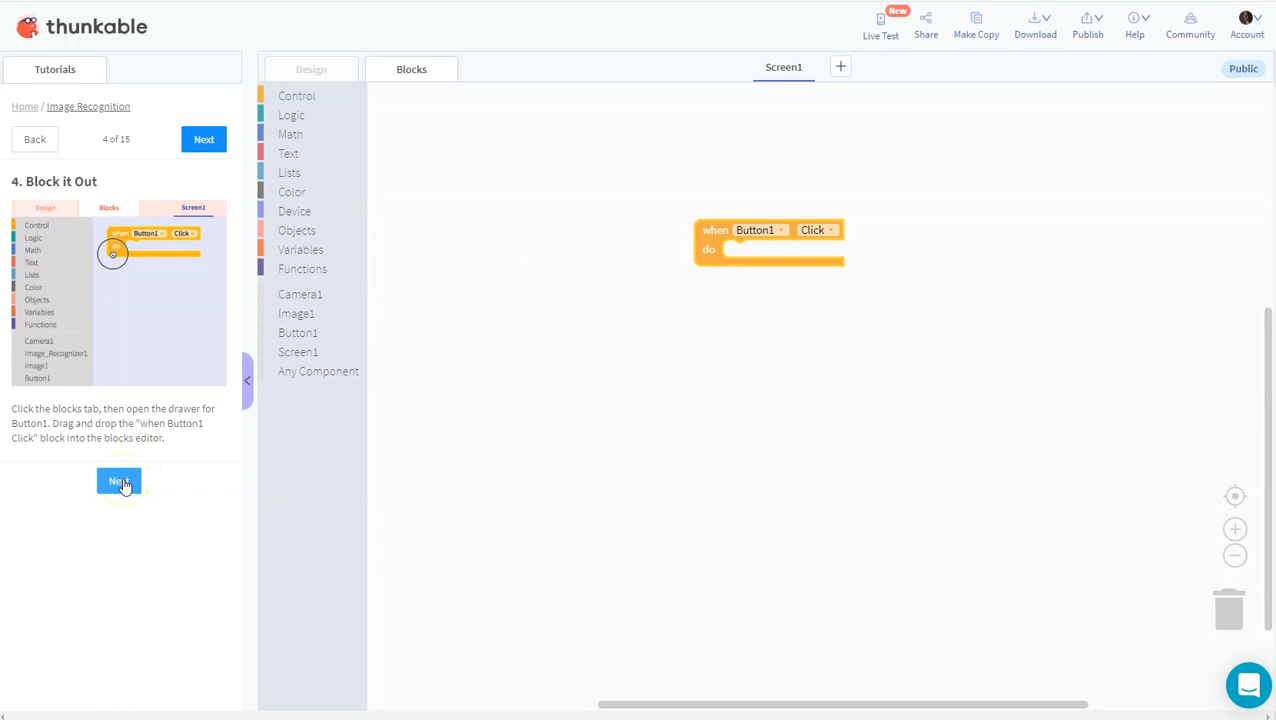 thunkable
New
Live Test
Share
Make Copy
Download
Publish
Help
Community
Account
Tutorials
Design
Blocks
Screen1
Public
Home / Image Recognition
Back
4 of 15
Next
4. Block it Out
Design
Blocks
Screen1
Control
Logic
Math
Text
Lists
Color
Objects
Variables
Functions
Camera1
Image_Recognizer1
Image1
Button1
when Button1 Click
do
Click the blocks tab, then open the drawer for
Button1. Drag and drop the "when Button1
Click" block into the blocks editor.
Next
Control
Logic
Math
Text
Lists
Color
Device
Objects
Variables
Functions
Camera1
Image1
Button1
Screen1
Any Component
when Button1 Click
do